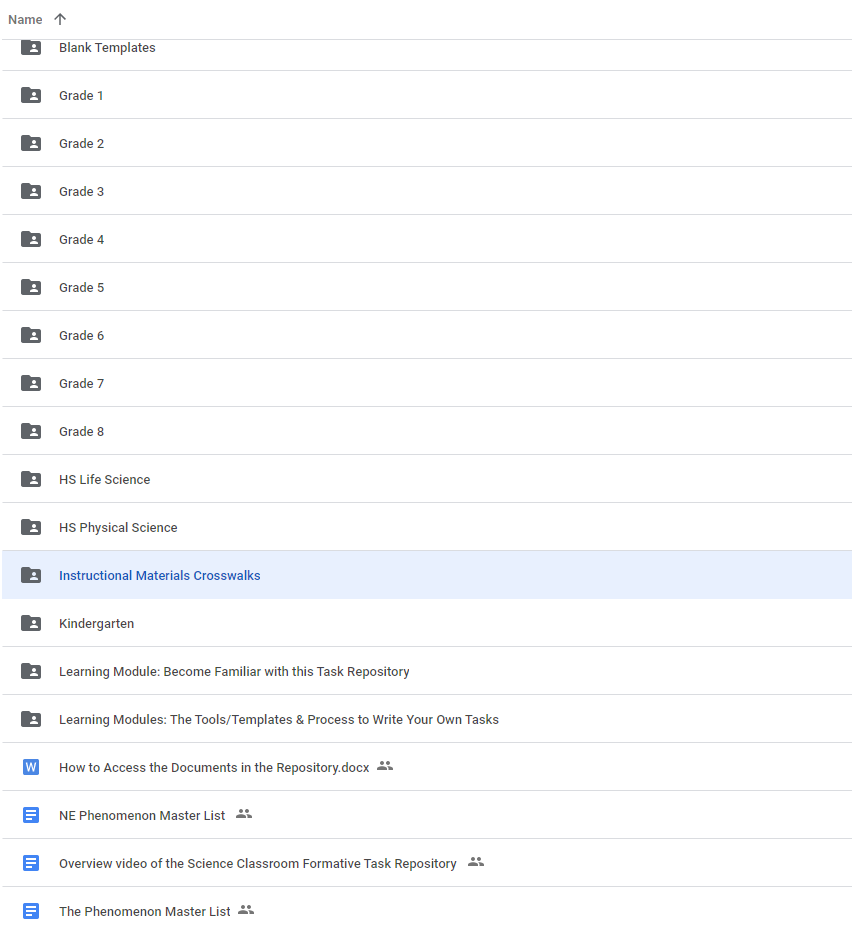 Name
Blank Templates
Grade 1
Grade 2
Grade 3
Grade 4
Grade 5
Grade 6
Grade 7
Grade 8
HS Life Science
HS Physical Science
Instructional Materials Crosswalks
Kindergarten
Learning Module: Become Familiar with this Task Repository
Learning Modules: The Tools/Templates & Process to Write Your Own Tasks
W How to Access the Documents in the Repository.docx
NE Phenomenon Master List
Overview video of the Science Classroom Formative Task Repository
The Phenomenon Master List